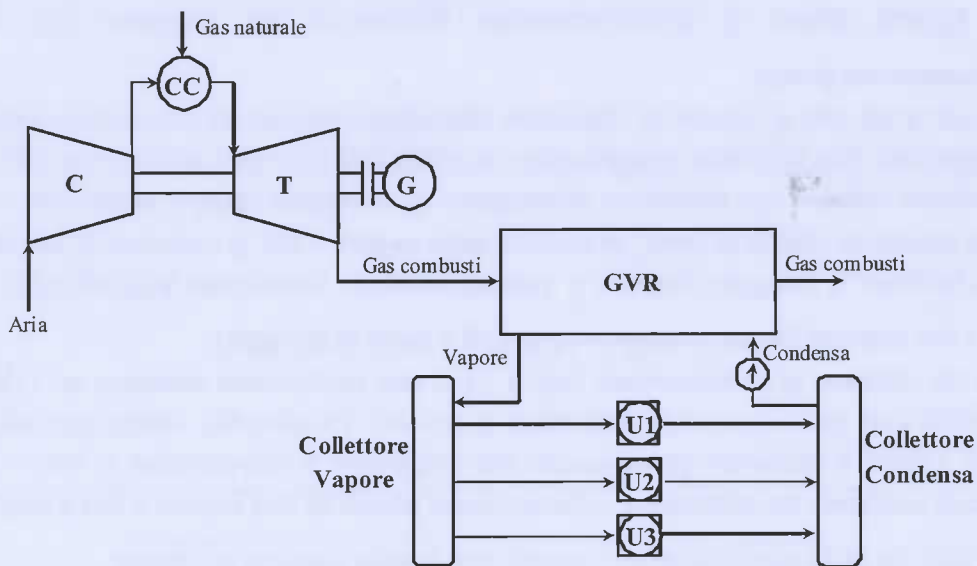 Gas naturale
CC
C
T
G
Aria
Gas combusti
GVR
Gas combusti
Vapore
Condensa
Collettore
Vapore
U1
U2
U3
Collettore
Condensa